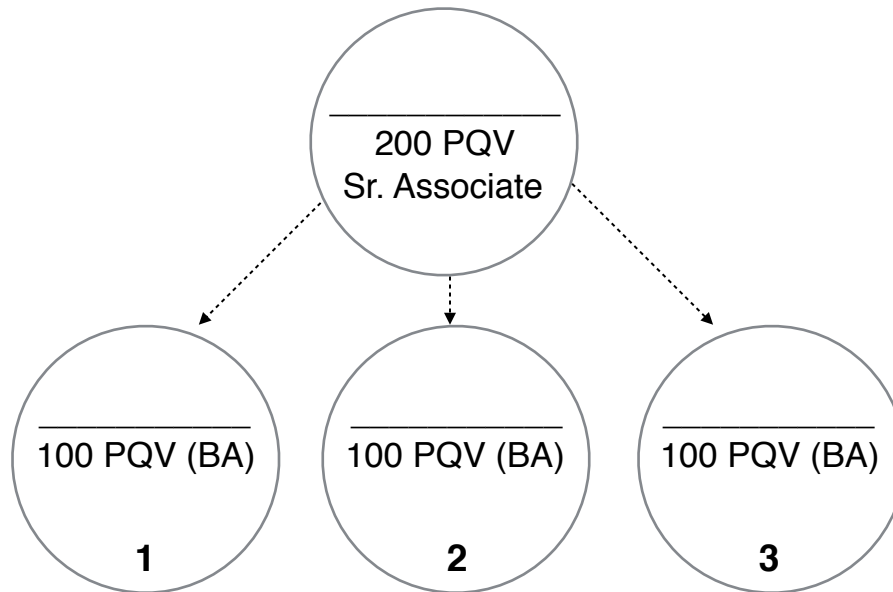 200 PQV
Sr. Associate
100 PQV (BA)
100 PQV (BA)
100 PQV (BA)
1
2
3